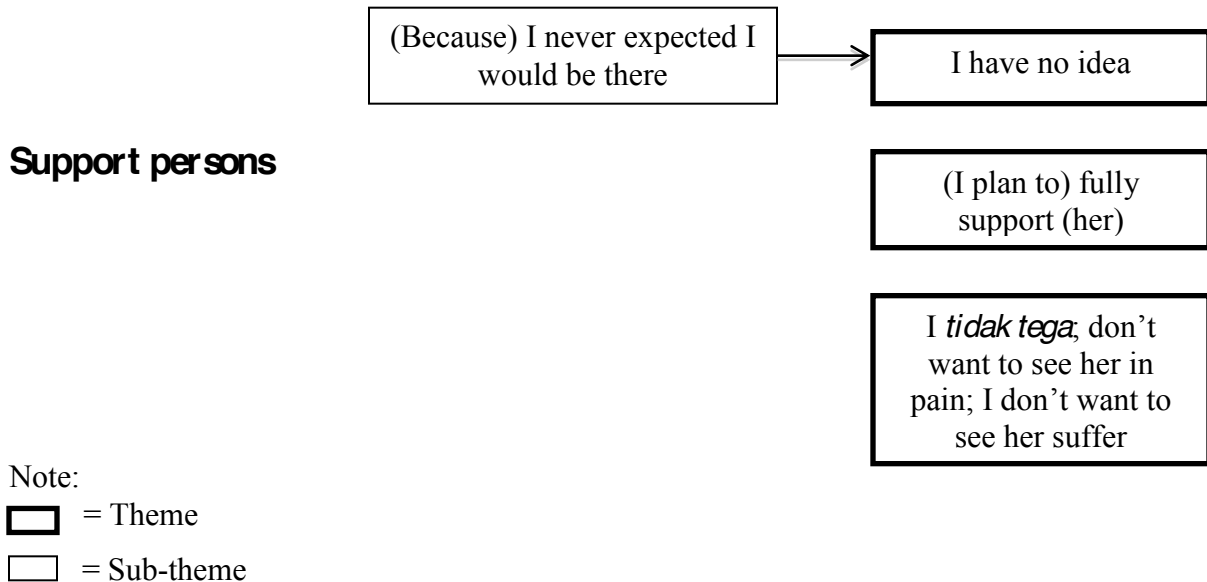 (Because) I never expected I
would be there
I have no idea
Support persons
(I plan to) fully
support (her)
I tidak tega; don’t
want to see her in
pain; I don’t want to
see her suffer
Note:
= Theme
= Sub-theme